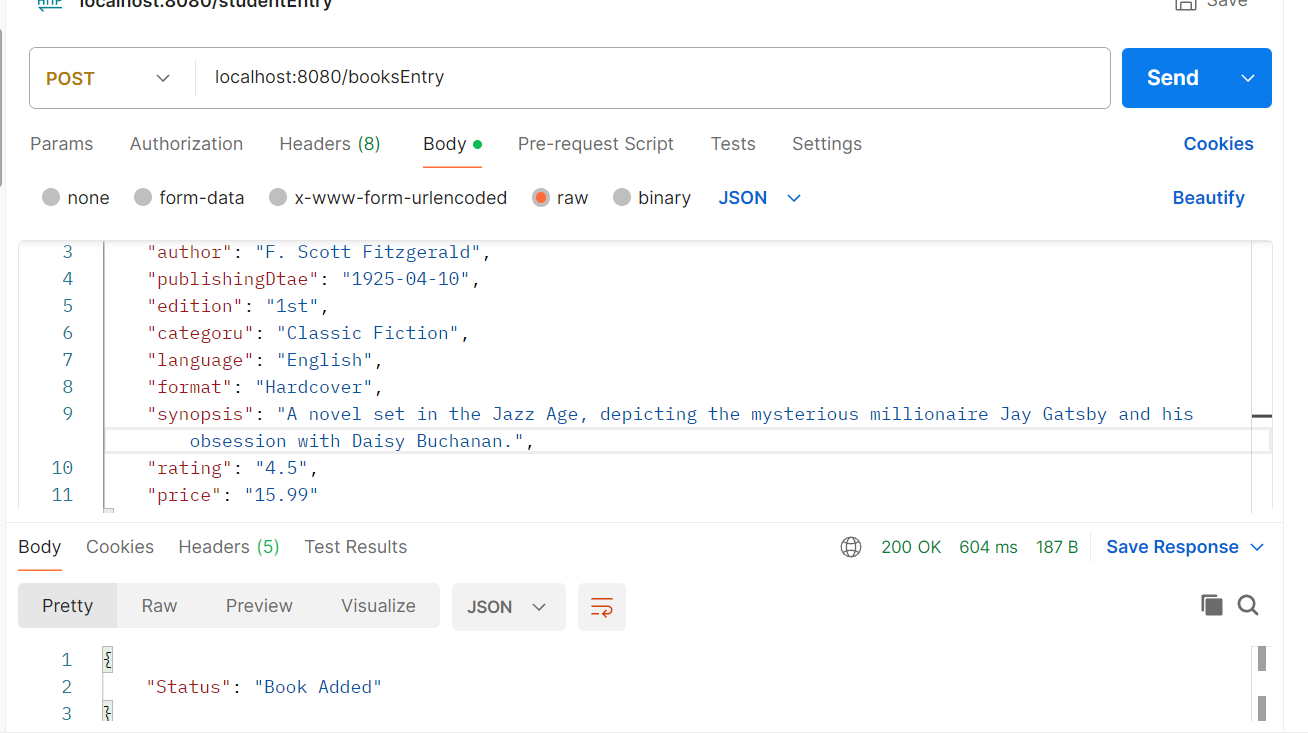 HTTP localhost:8080/studentEntry Save
POST localhost:8080/booksEntry Send
Params Authorization Headers (8) Body Pre-request Script Tests Settings Cookies
none form-data x-www-form-urlencoded raw binary JSON Beautify
3 "author": "F. Scott Fitzgerald",
4 "publishingDtae": "1925-04-10",
5 "edition": "1st",
6 "categoru": "Classic Fiction",
7 "language": "English",
8 "format": "Hardcover",
9 "synopsis": "A novel set in the Jazz Age, depicting the mysterious millionaire Jay Gatsby and his
obsession with Daisy Buchanan.",
10 "rating": "4.5",
11 "price": "15.99"
Body Cookies Headers (5) Test Results 200 OK 604 ms 187 B Save Response
Pretty Raw Preview Visualize JSON
1 {
2 "Status": "Book Added"
3 }